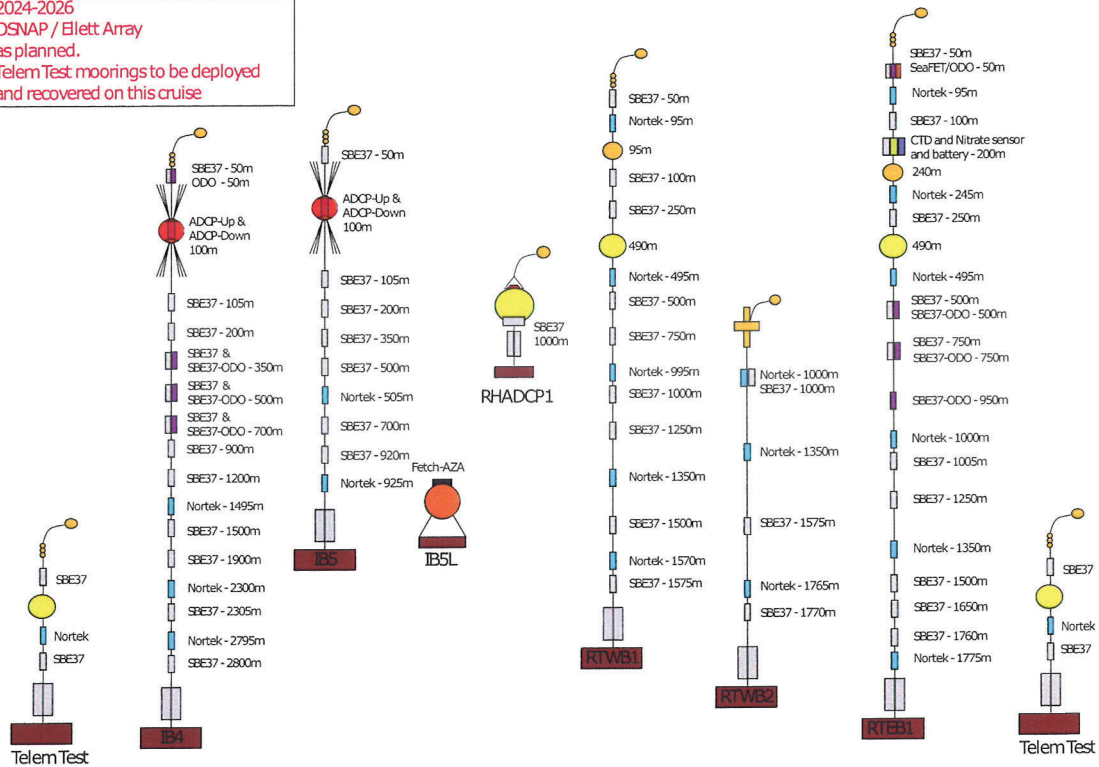 2024-2026
OSNAP / Ellett Array
as planned.
Telem Test moorings to be deployed
and recovered on this cruise
SBE37
Nortek
SBE37
Telem Test
SBE37 - 50m
ODO - 50m
ADCP-Up &
ADCP-Down
100m
SBE37 - 105m
SBE37 - 200m
SBE37 &
SBE37-ODO - 350m
SBE37 &
SBE37-ODO - 500m
SBE37 &
SBE37-ODO - 700m
SBE37 - 900m
SBE37 - 1200m
Nortek - 1495m
SBE37 - 1500m
SBE37 - 1900m
Nortek - 2300m
SBE37 - 2305m
Nortek - 2795m
SBE37 - 2800m
IB4
SBE37 - 50m
ADCP-Up &
ADCP-Down
100m
SBE37 - 105m
SBE37 - 200m
SBE37 - 350m
SBE37 - 500m
Nortek - 505m
SBE37 - 700m
SBE37 - 920m
Nortek - 925m
IB5
Fetch-AZA
IB5L
SBE37
1000m
RHADCP1
SBE37 - 50m
Nortek - 95m
95m
SBE37 - 100m
SBE37 - 250m
490m
Nortek - 495m
SBE37 - 500m
SBE37 - 750m
Nortek - 995m
SBE37 - 1000m
SBE37 - 1250m
Nortek - 1350m
SBE37 - 1500m
Nortek - 1570m
SBE37 - 1575m
RTWB1
Nortek - 1000m
SBE37 - 1000m
Nortek - 1350m
SBE37 - 1575m
Nortek - 1765m
SBE37 - 1770m
RTWB2
SBE37 - 50m
SeaFET/ODO - 50m
Nortek - 95m
SBE37 - 100m
CTD and Nitrate sensor
and battery - 200m
240m
Nortek - 245m
SBE37 - 250m
490m
Nortek - 495m
SBE37 - 500m
SBE37-ODO - 500m
SBE37 - 750m
SBE37-ODO - 750m
SBE37-ODO - 950m
Nortek - 1000m
SBE37 - 1005m
SBE37 - 1250m
Nortek - 1350m
SBE37 - 1500m
SBE37 - 1650m
SBE37 - 1760m
Nortek - 1775m
RTEB1
SBE37
Nortek
SBE37
Telem Test